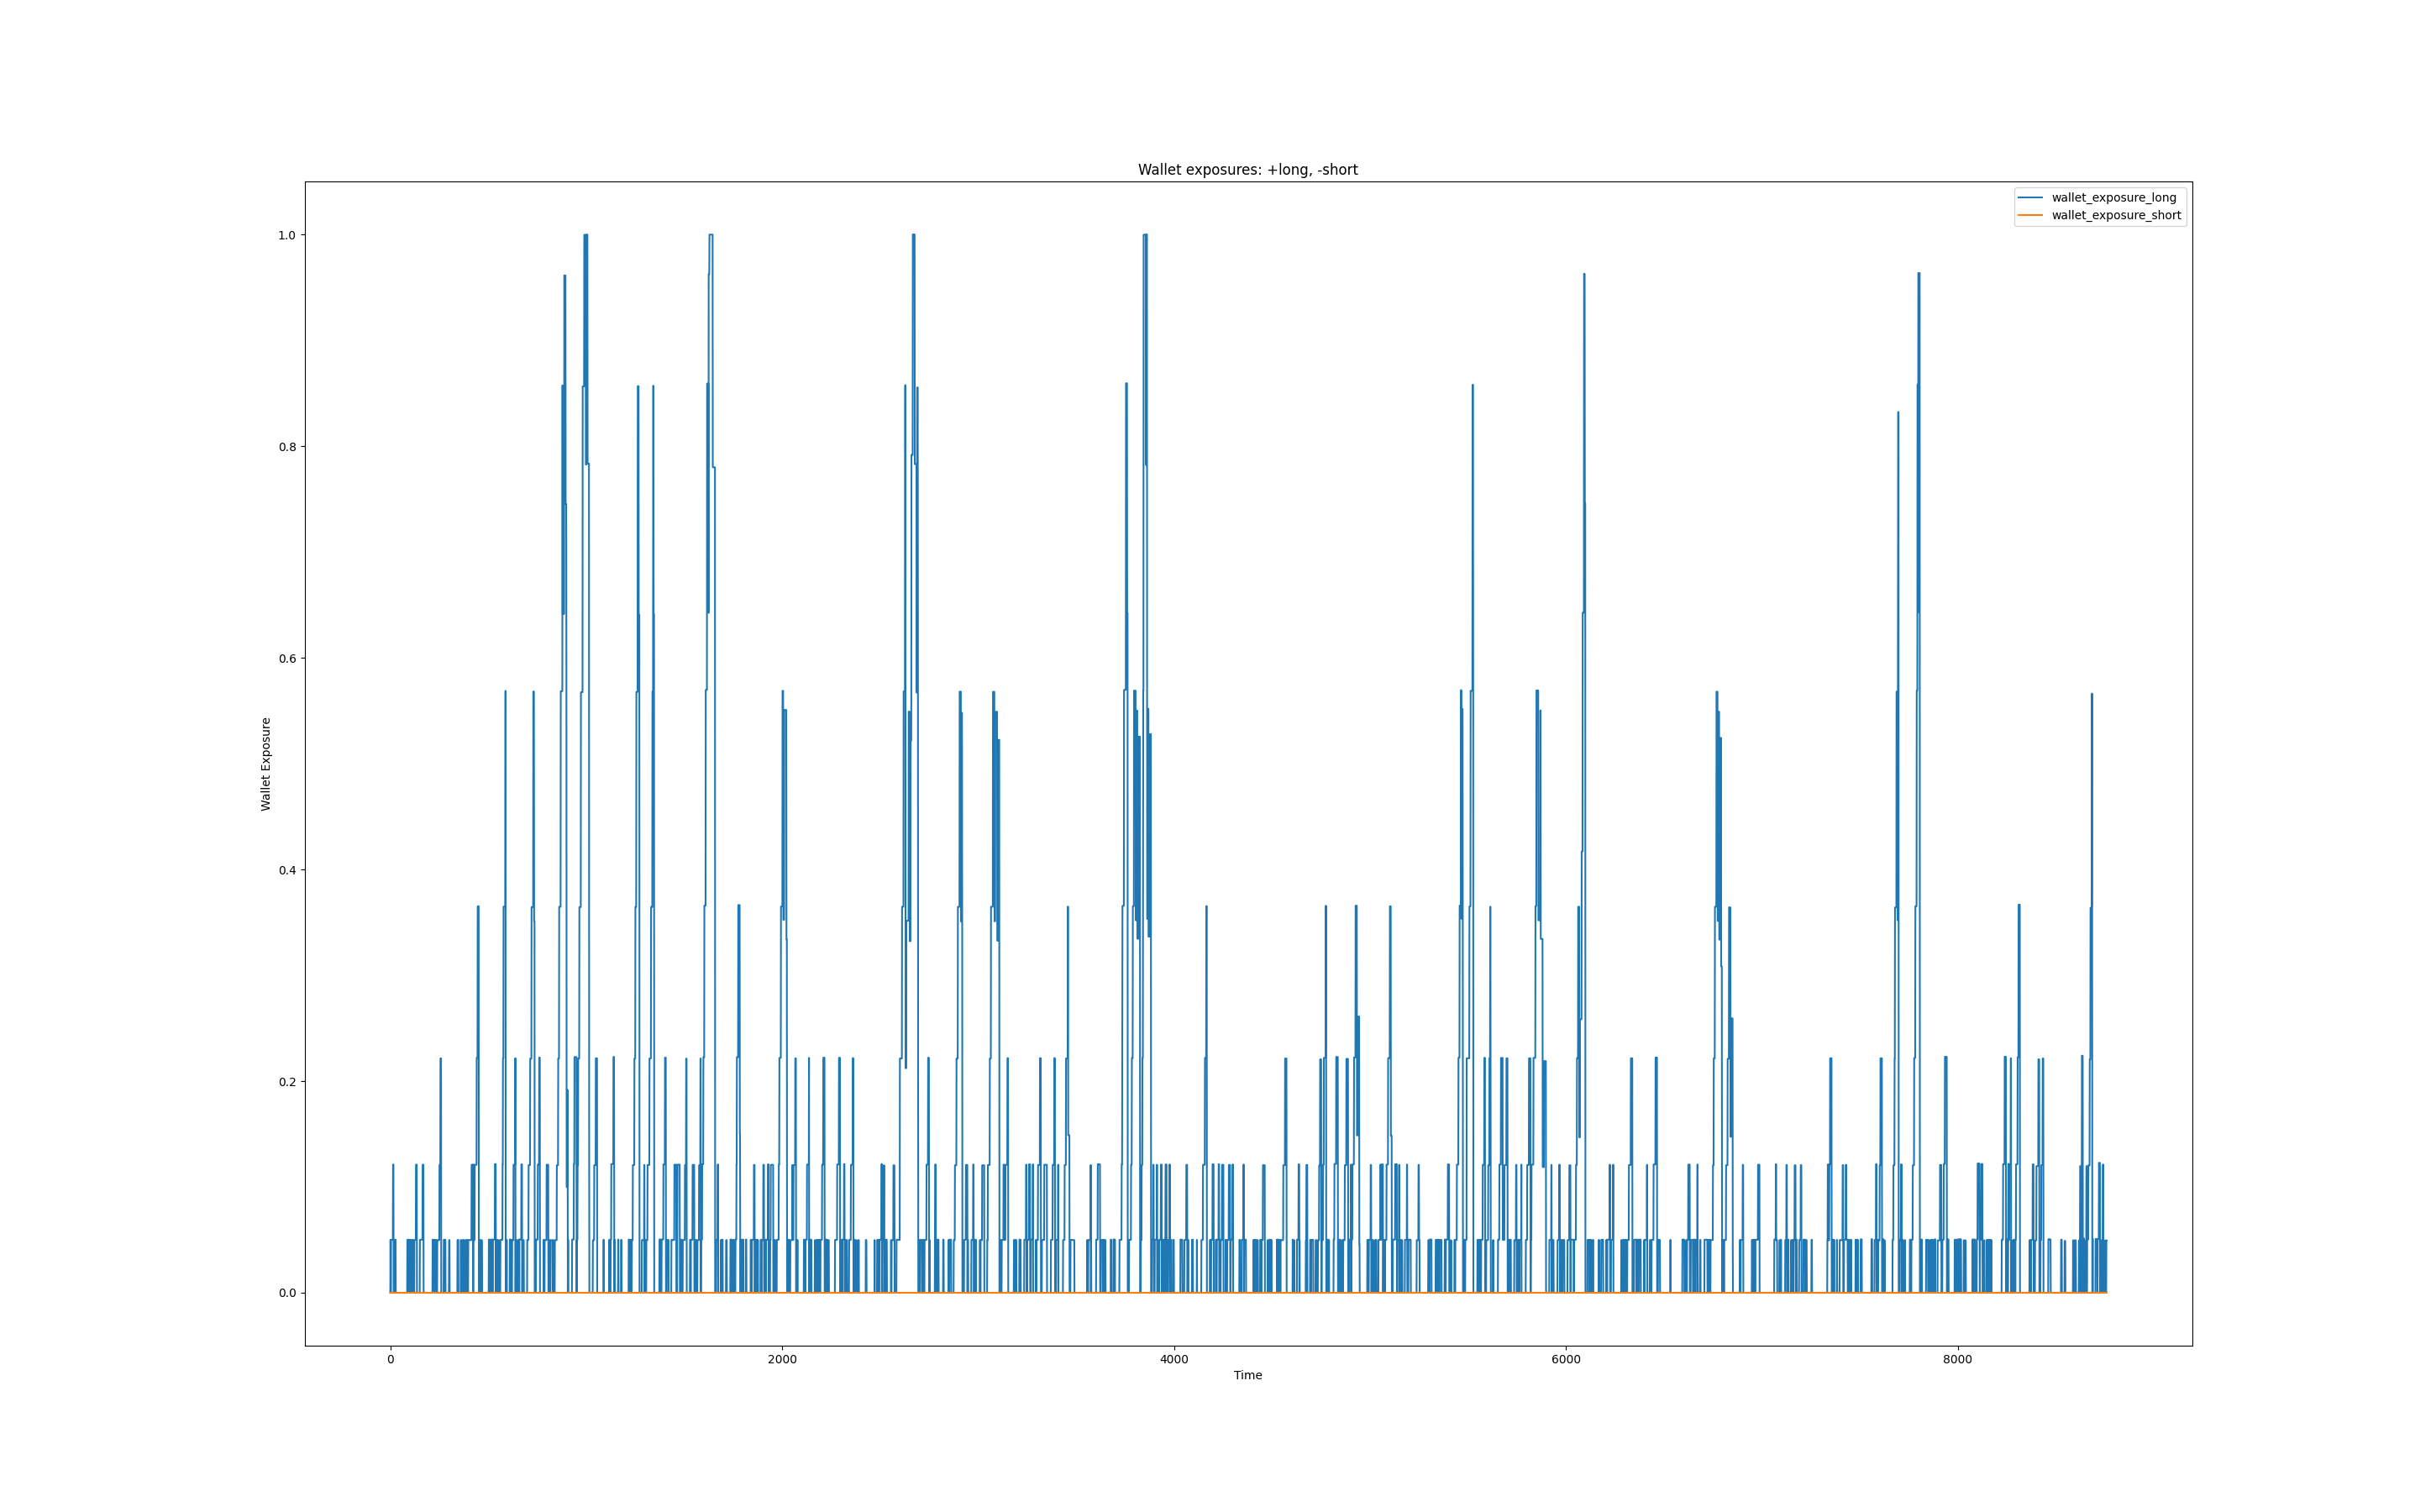 Wallet exposures: +long, -short
wallet_exposure_long
wallet_exposure_short
1.0
0.8
0.6
0.4
0.2
0.0
Wallet Exposure
0 2000 4000 6000 8000
Time